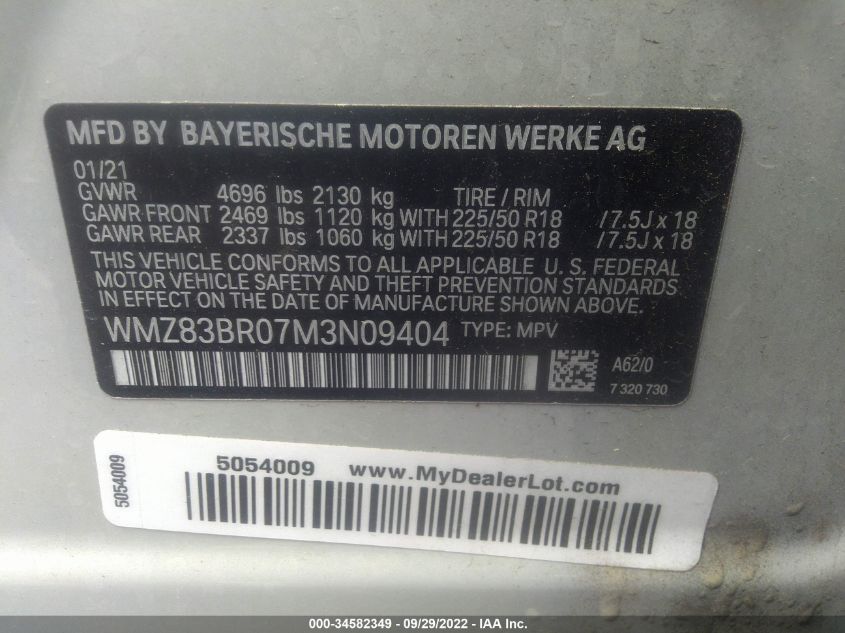 MFD BY BAYERISCHE MOTOREN WERKE AG
01/21
GVWR 4696 lbs 2130 kg TIRE / RIM
GAWR FRONT 2469 lbs 1120 kg WITH 225/50 R18 / 7.5J x 18
GAWR REAR 2337 lbs 1060 kg WITH 225/50 R18 / 7.5J x 18
THIS VEHICLE CONFORMS TO ALL APPLICABLE U. S. FEDERAL
MOTOR VEHICLE SAFETY AND THEFT PREVENTION STANDARDS
IN EFFECT ON THE DATE OF MANUFACTURE SHOWN ABOVE.
WMZ83BR07M3N09404 TYPE: MPV
A62/0
7 320 730
5054009
5054009 www.MyDealerLot.com
000-34582349 - 09/29/2022 - IAA Inc.